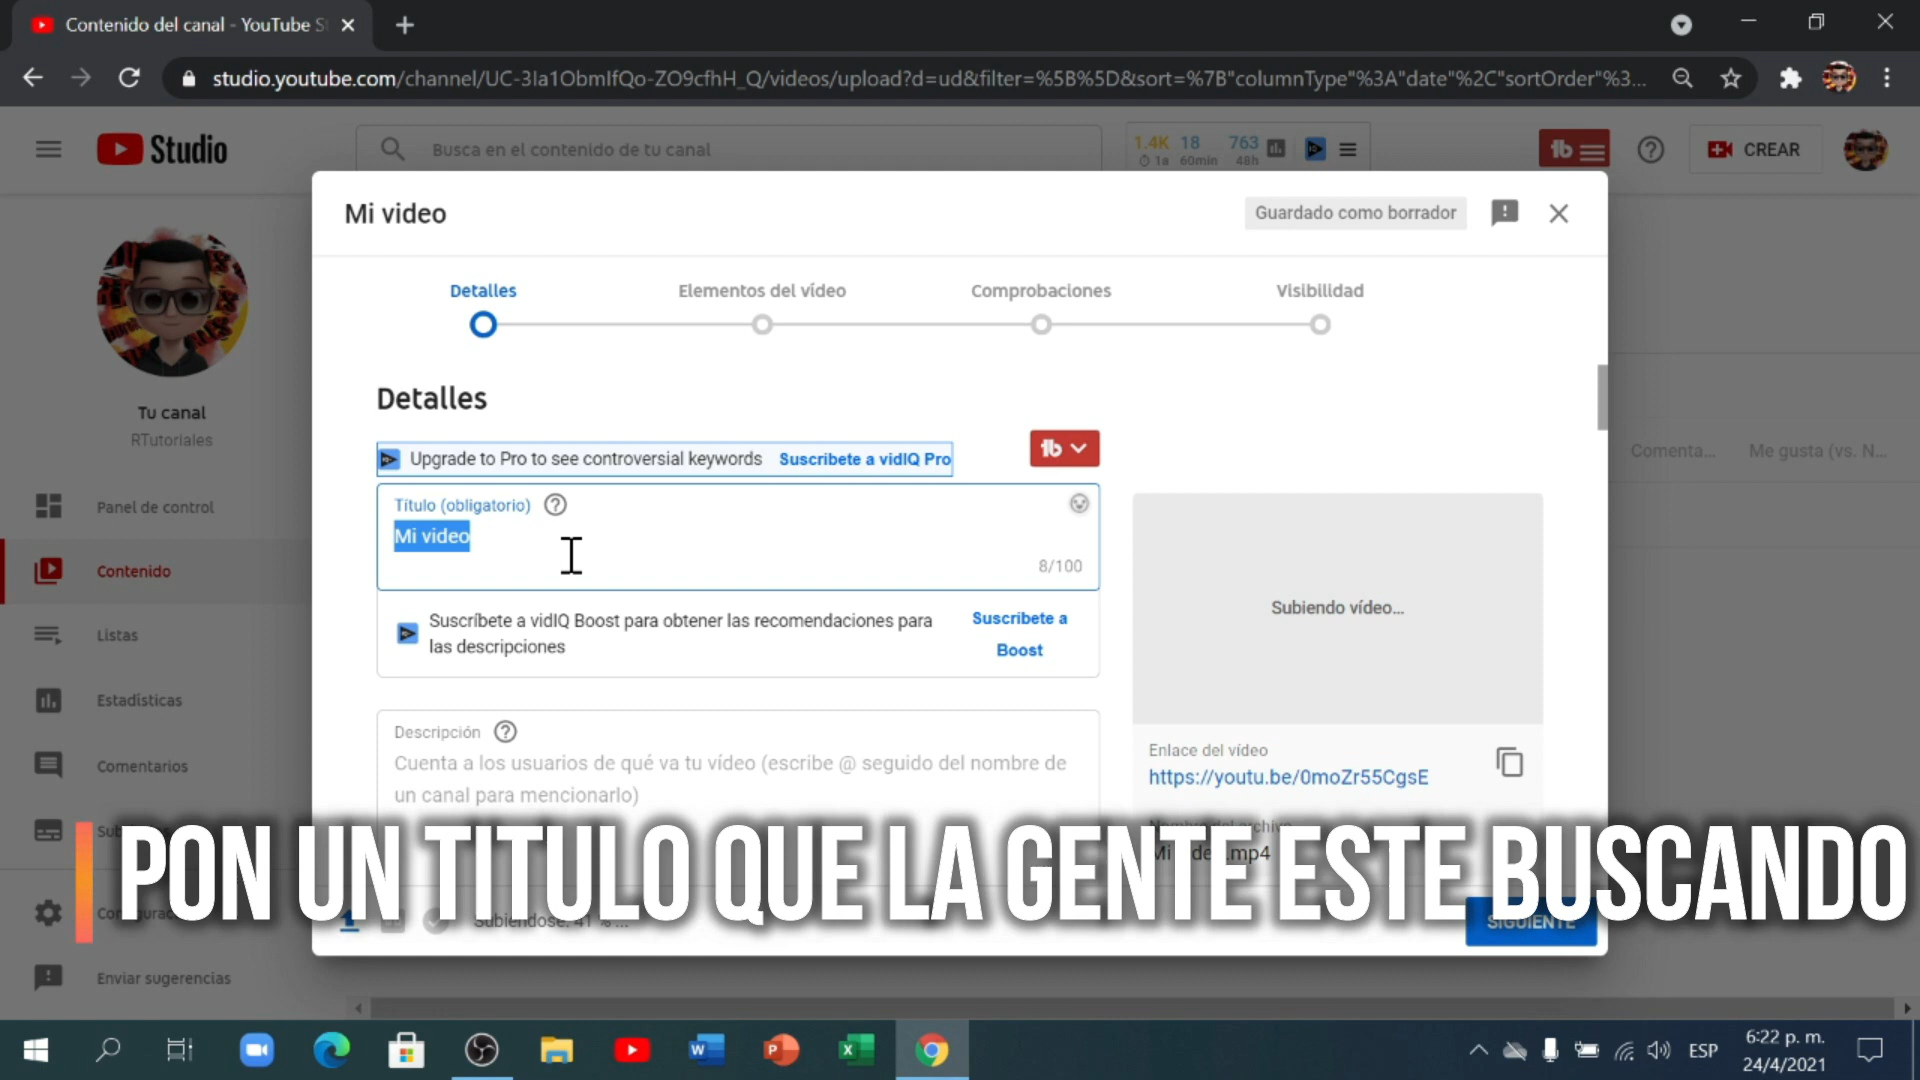 Contenido del canal - YouTube S
studio.youtube.com/channel/UC-3Ia1ObmIfQo-ZO9cfhH_Q/videos/upload?d=ud&filter=%5B%5D&sort=%7B"columnType"%3A"date"%2C"sortOrder"%3...
Studio
Busca en el contenido de tu canal
1.4K 18 763
1a 60min 48h
CREAR
Mi video
Guardado como borrador
Detalles
Elementos del vídeo
Comprobaciones
Visibilidad
Tu canal
RTutoriales
Detalles
Upgrade to Pro to see controversial keywords Suscríbete a vidIQ Pro
Comenta... Me gusta (vs. N...
Título (obligatorio)
Mi video
8/100
Panel de control
Contenido
Listas
Estadísticas
Comentarios
Suscríbete a vidIQ Boost para obtener las recomendaciones para
las descripciones
Suscríbete a
Boost
Subiendo vídeo...
Descripción
Cuenta a los usuarios de qué va tu vídeo (escribe @ seguido del nombre de
un canal para mencionarlo)
Enlace del vídeo
https://youtu.be/0moZr55CgsE
PON UN TITULO QUE LA GENTE ESTE BUSCANDO
Subiéndose: 41 % ...
SIGUIENTE
Enviar sugerencias
ESP
6:22 p. m.
24/4/2021